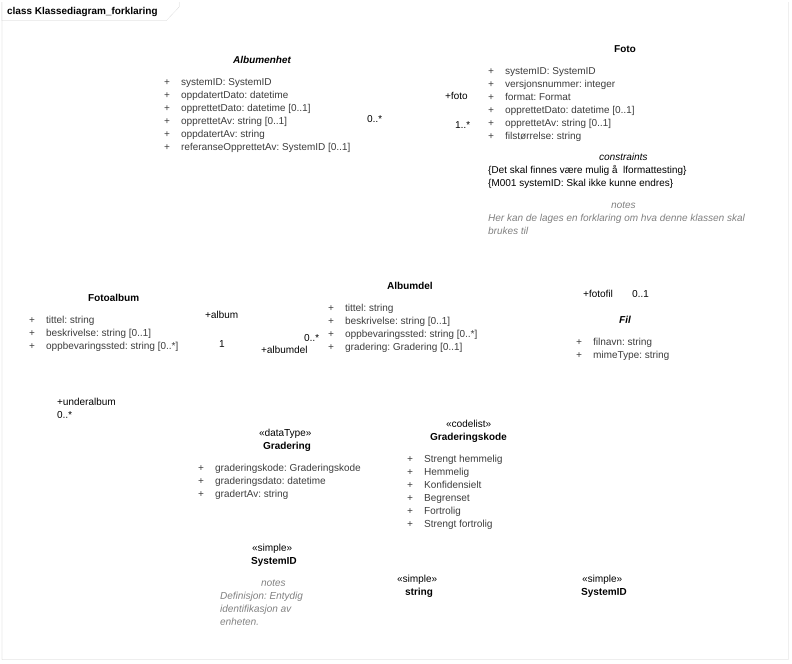 class Klassediagram_forklaring
Albumenhet
+ systemID: SystemID
+ oppdatertDato: datetime
+ opprettetDato: datetime [0..1]
+ opprettetAv: string [0..1]
+ oppdatertAv: string
+ referanseOpprettetAv: SystemID [0..1]
0..*
+foto
1..*
Foto
+ systemID: SystemID
+ versjonsnummer: integer
+ format: Format
+ opprettetDato: datetime [0..1]
+ opprettetAv: string [0..1]
+ filstørrelse: string
constraints
{Det skal finnes være mulig å lformattesting}
{M001 systemID: Skal ikke kunne endres}
notes
Her kan de lages en forklaring om hva denne klassen skal
brukes til
Fotoalbum
+ tittel: string
+ beskrivelse: string [0..1]
+ oppbevaringssted: string [0..*]
+album
1
0..*
+albumdel
Albumdel
+ tittel: string
+ beskrivelse: string [0..1]
+ oppbevaringssted: string [0..*]
+ gradering: Gradering [0..1]
+fotofil 0..1
Fil
+ filnavn: string
+ mimeType: string
+underalbum
0..*
«dataType»
Gradering
+ graderingskode: Graderingskode
+ graderingsdato: datetime
+ gradertAv: string
«codelist»
Graderingskode
+ Strengt hemmelig
+ Hemmelig
+ Konfidensielt
+ Begrenset
+ Fortrolig
+ Strengt fortrolig
«simple»
SystemID
notes
Definisjon: Entydig
identifikasjon av
enheten.
«simple»
string
«simple»
SystemID